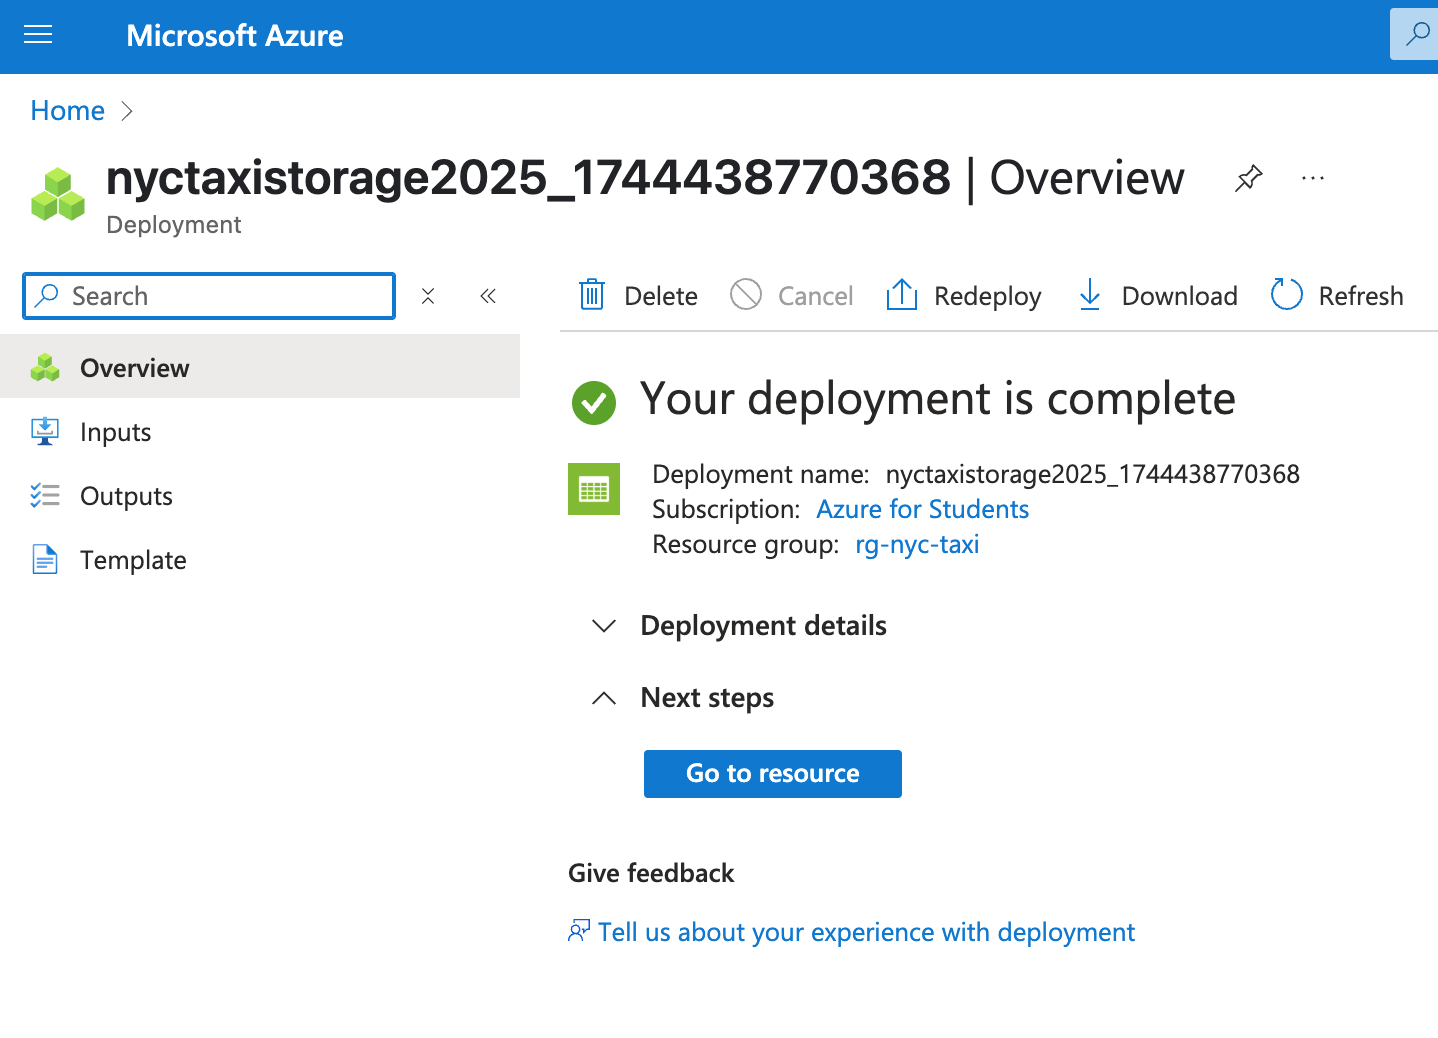 Microsoft Azure
Home
nyctaxistorage2025_1744438770368 | Overview
Deployment
Search
Delete
Cancel
Redeploy
Download
Refresh
Overview
Inputs
Outputs
Template
Your deployment is complete
Deployment name: nyctaxistorage2025_1744438770368
Subscription: Azure for Students
Resource group: rg-nyc-taxi
Deployment details
Next steps
Go to resource
Give feedback
Tell us about your experience with deployment